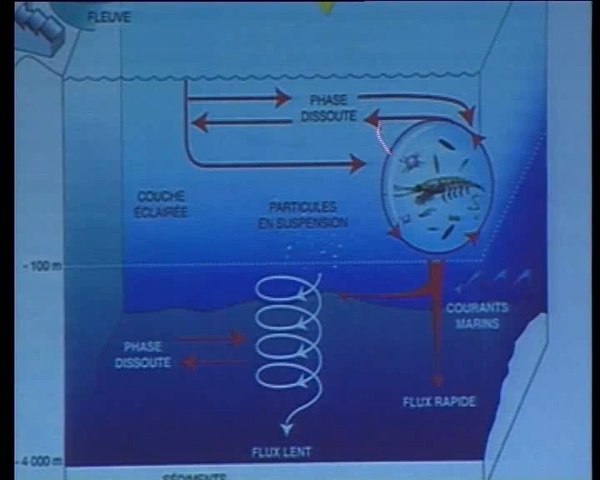 FLEUVE
PHASE
DISSOUTE
COUCHE
ÉCLAIRÉE
PARTICULES
EN SUSPENSION
- 100 m
COURANTS
MARINS
PHASE
DISSOUTE
FLUX RAPIDE
FLUX LENT
- 4 000 m
SÉDIMENTS